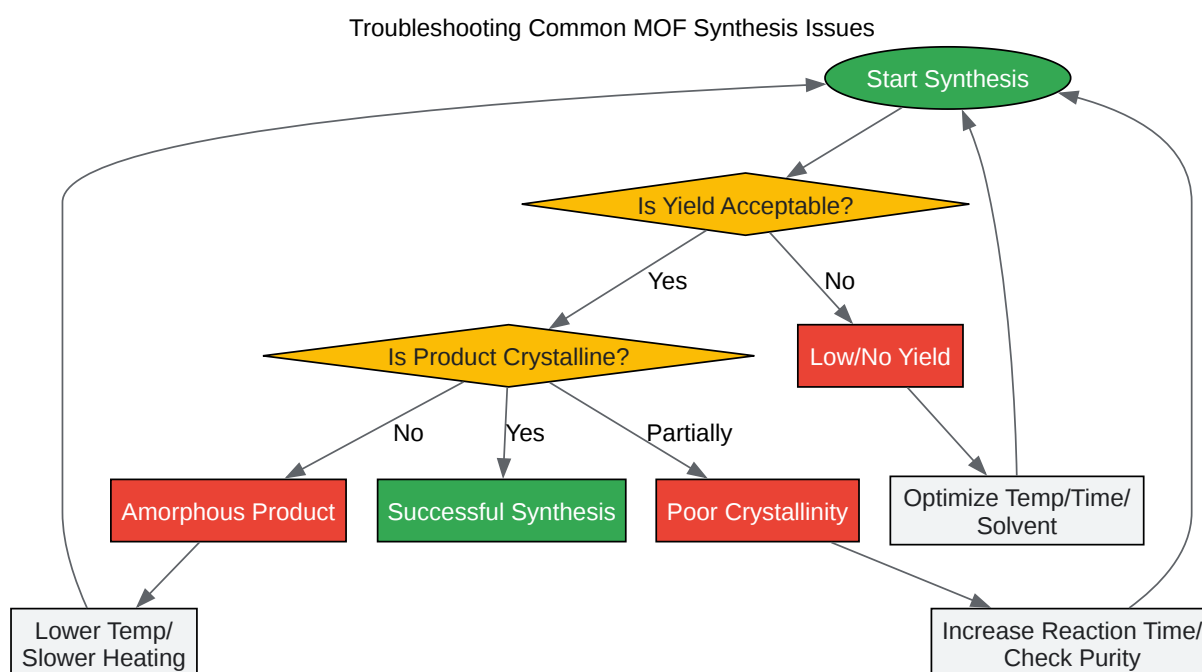 Troubleshooting Common MOF Synthesis Issues
Start Synthesis
Is Yield Acceptable?
Yes
No
Is Product Crystalline?
Low/No Yield
No
Yes
Partially
Amorphous Product
Successful Synthesis
Poor Crystallinity
Optimize Temp/Time/
Solvent
Lower Temp/
Slower Heating
Increase Reaction Time/
Check Purity